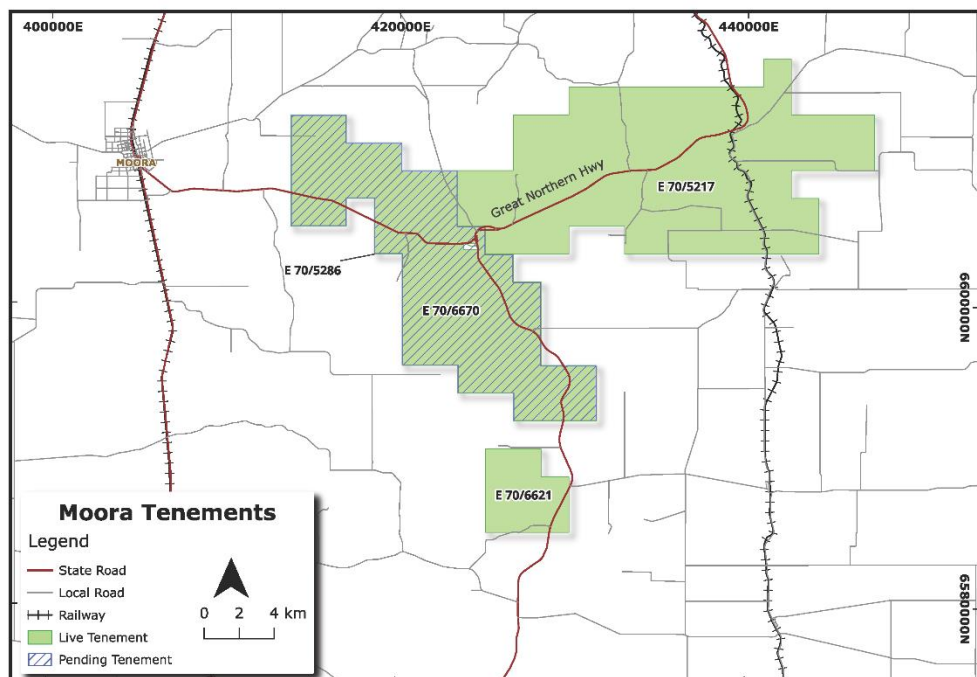 400000E
420000E
440000E
MOORA
Great Northern Hwy
E 70/5217
E 70/5286
E 70/6670
6600000N
E 70/6621
6580000N
Moora Tenements
Legend
State Road
Local Road
Railway
Live Tenement
Pending Tenement
0 2 4 km